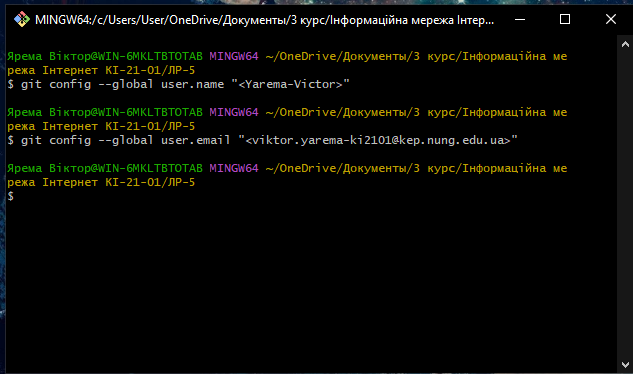 MINGW64:/c/Users/User/OneDrive/Документы/3 курс/Інформаційна мережа Інтер...
Ярема Віктор@WIN-6MKLTBTOTAB MINGW64 ~/OneDrive/Документы/3 курс/Інформаційна ме
режа Інтернет КІ-21-01/ЛР-5
$ git config --global user.name "<Yarema-Victor>"
Ярема Віктор@WIN-6MKLTBTOTAB MINGW64 ~/OneDrive/Документы/3 курс/Інформаційна ме
режа Інтернет КІ-21-01/ЛР-5
$ git config --global user.email "<viktor.yarema-ki2101@kep.nung.edu.ua>"
Ярема Віктор@WIN-6MKLTBTOTAB MINGW64 ~/OneDrive/Документы/3 курс/Інформаційна ме
режа Інтернет КІ-21-01/ЛР-5
$